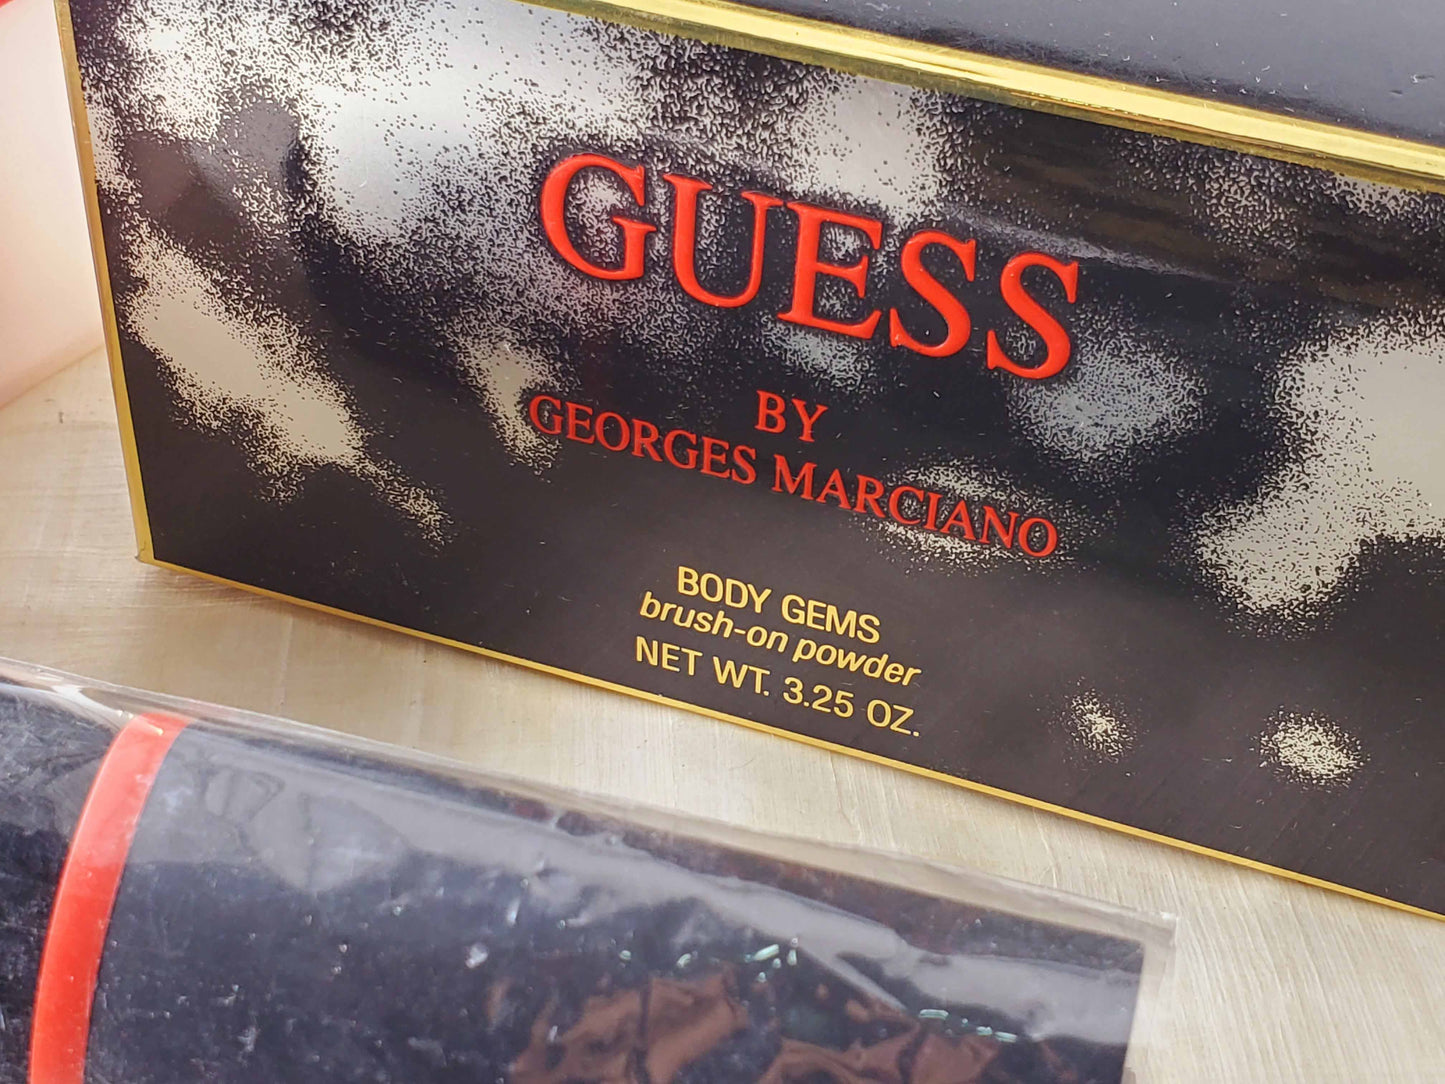 GUESS
BY
GEORGES MARCIANO
BODY GEMS
brush-on powder
NET WT. 3.25 OZ.